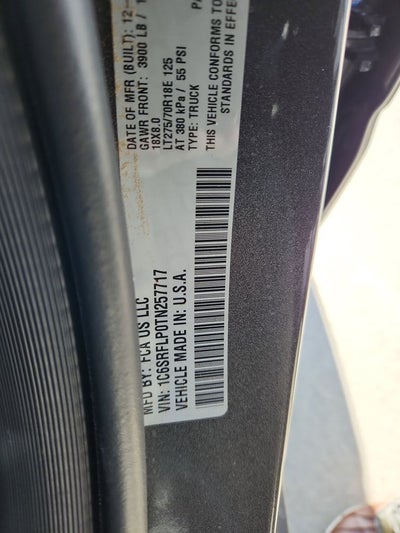 MFD BY: FCA US LLC
DATE OF MFR (BUILT): 12-
GAWR FRONT: 3900 LB /
18X8.0
LT275/70R18E 125
AT 380 kPa / 55 PSI
TYPE: TRUCK
THIS VEHICLE CONFORMS TO
STANDARDS IN EFFE
VIN: 1C6SRFLP0TN257717
VEHICLE MADE IN: U.S.A.